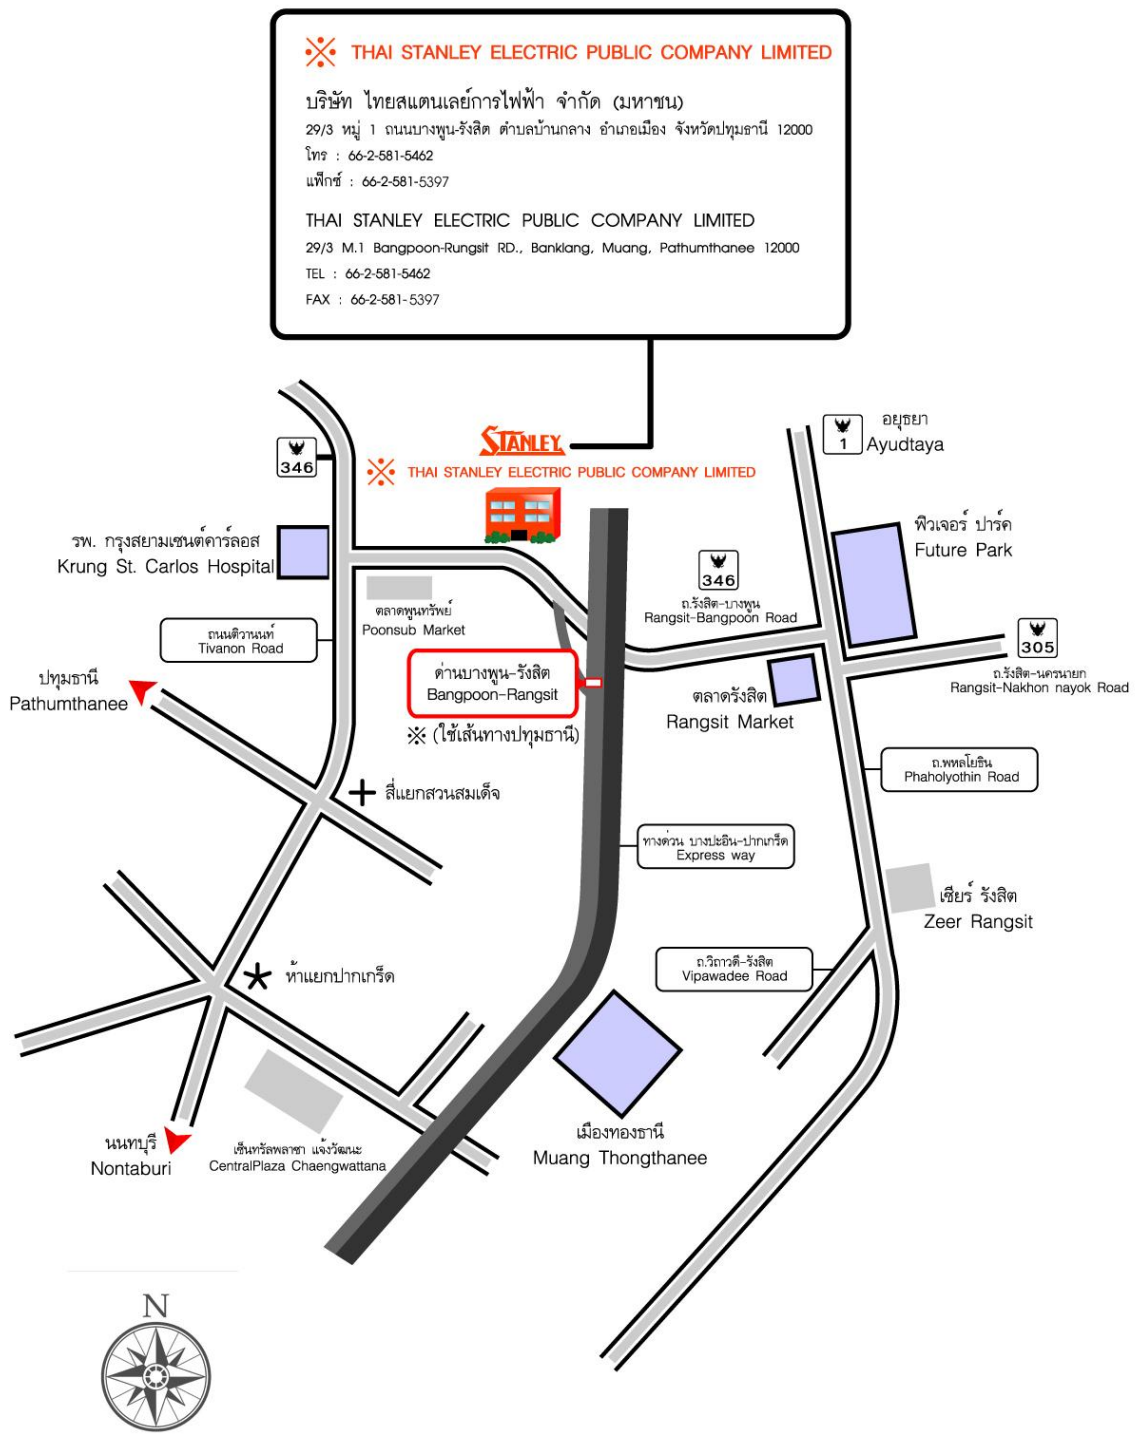 ※ THAI STANLEY ELECTRIC PUBLIC COMPANY LIMITED
บริษัท ไทยสแตนเลย์การไฟฟ้า จำกัด (มหาชน)
29/3 หมู่ 1 ถนนบางพูน-รังสิต ตำบลบ้านกลาง อำเภอเมือง จังหวัดปทุมธานี 12000
โทร : 66-2-581-5462
แฟ็กซ์ : 66-2-581-5397
THAI STANLEY ELECTRIC PUBLIC COMPANY LIMITED
29/3 M.1 Bangpoon-Rungsit RD., Banklang, Muang, Pathumthanee 12000
TEL : 66-2-581-5462
FAX : 66-2-581-5397
STANLEY
※ THAI STANLEY ELECTRIC PUBLIC COMPANY LIMITED
346
1
อยุธยา
Ayudtaya
รพ. กรุงสยามเซนต์คาร์ลอส
Krung St. Carlos Hospital
ฟิวเจอร์ ปาร์ค
Future Park
346
ถ.รังสิต-บางพูน
Rangsit-Bangpoon Road
ตลาดพูนทรัพย์
Poonsub Market
ถนนติวานนท์
Tivanon Road
305
ถ.รังสิต-นครนายก
Rangsit-Nakhon nayok Road
ด่านบางพูน-รังสิต
Bangpoon-Rangsit
※ (ใช้เส้นทางปทุมธานี)
ปทุมธานี
Pathumthanee
ตลาดรังสิต
Rangsit Market
ถ.พหลโยธิน
Phaholyothin Road
สี่แยกสวนสมเด็จ
ทางด่วน บางปะอิน-ปากเกร็ด
Express way
เซียร์ รังสิต
Zeer Rangsit
ห้าแยกปากเกร็ด
ถ.วิภาวดี-รังสิต
Vipawadee Road
นนทบุรี
Nontaburi
เซ็นทรัลพลาซา แจ้งวัฒนะ
CentralPlaza Chaengwattana
เมืองทองธานี
Muang Thongthanee
N